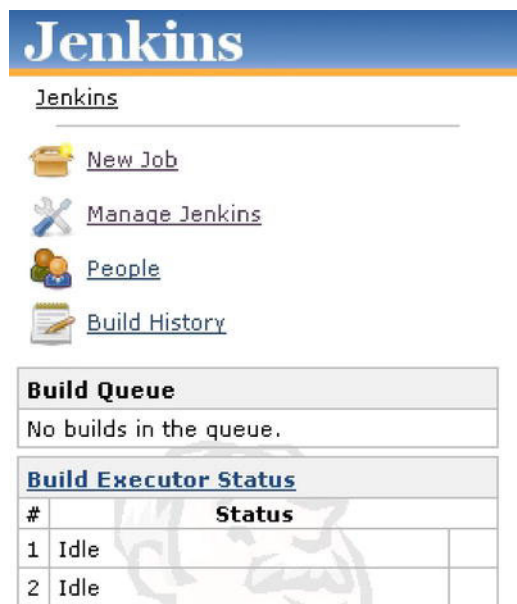 Jenkins
Jenkins
New Job
Manage Jenkins
People
Build History
Build Queue
No builds in the queue.
Build Executor Status
# Status
1 Idle
2 Idle